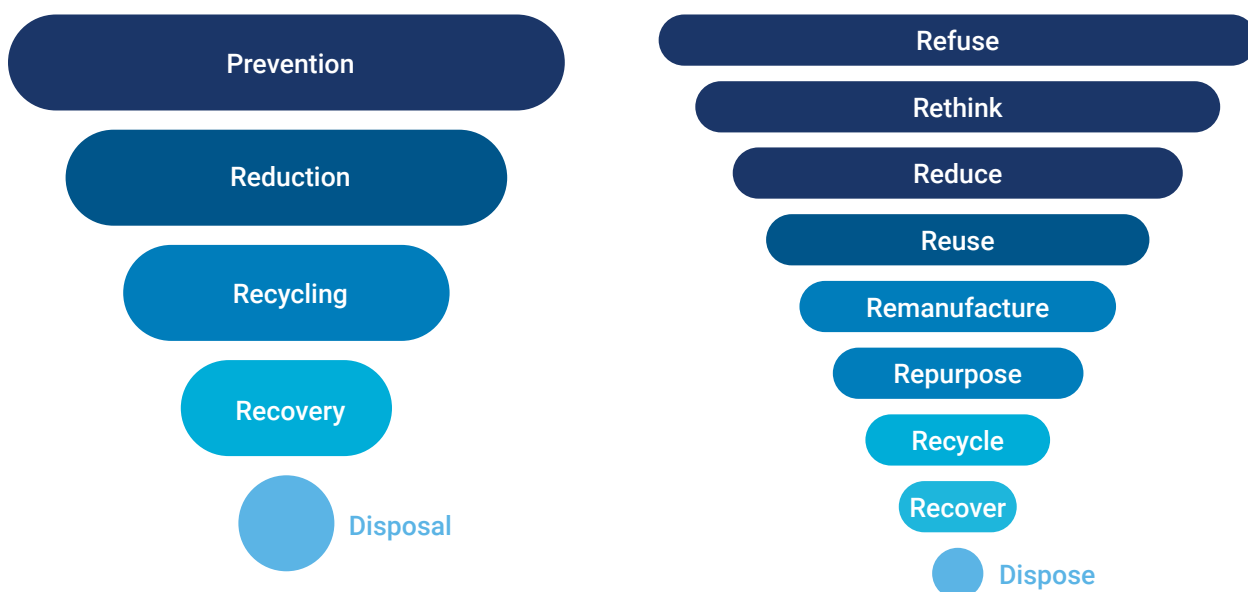 Prevention
Reduction
Recycling
Recovery
Disposal
Refuse
Rethink
Reduce
Reuse
Remanufacture
Repurpose
Recycle
Recover
Dispose